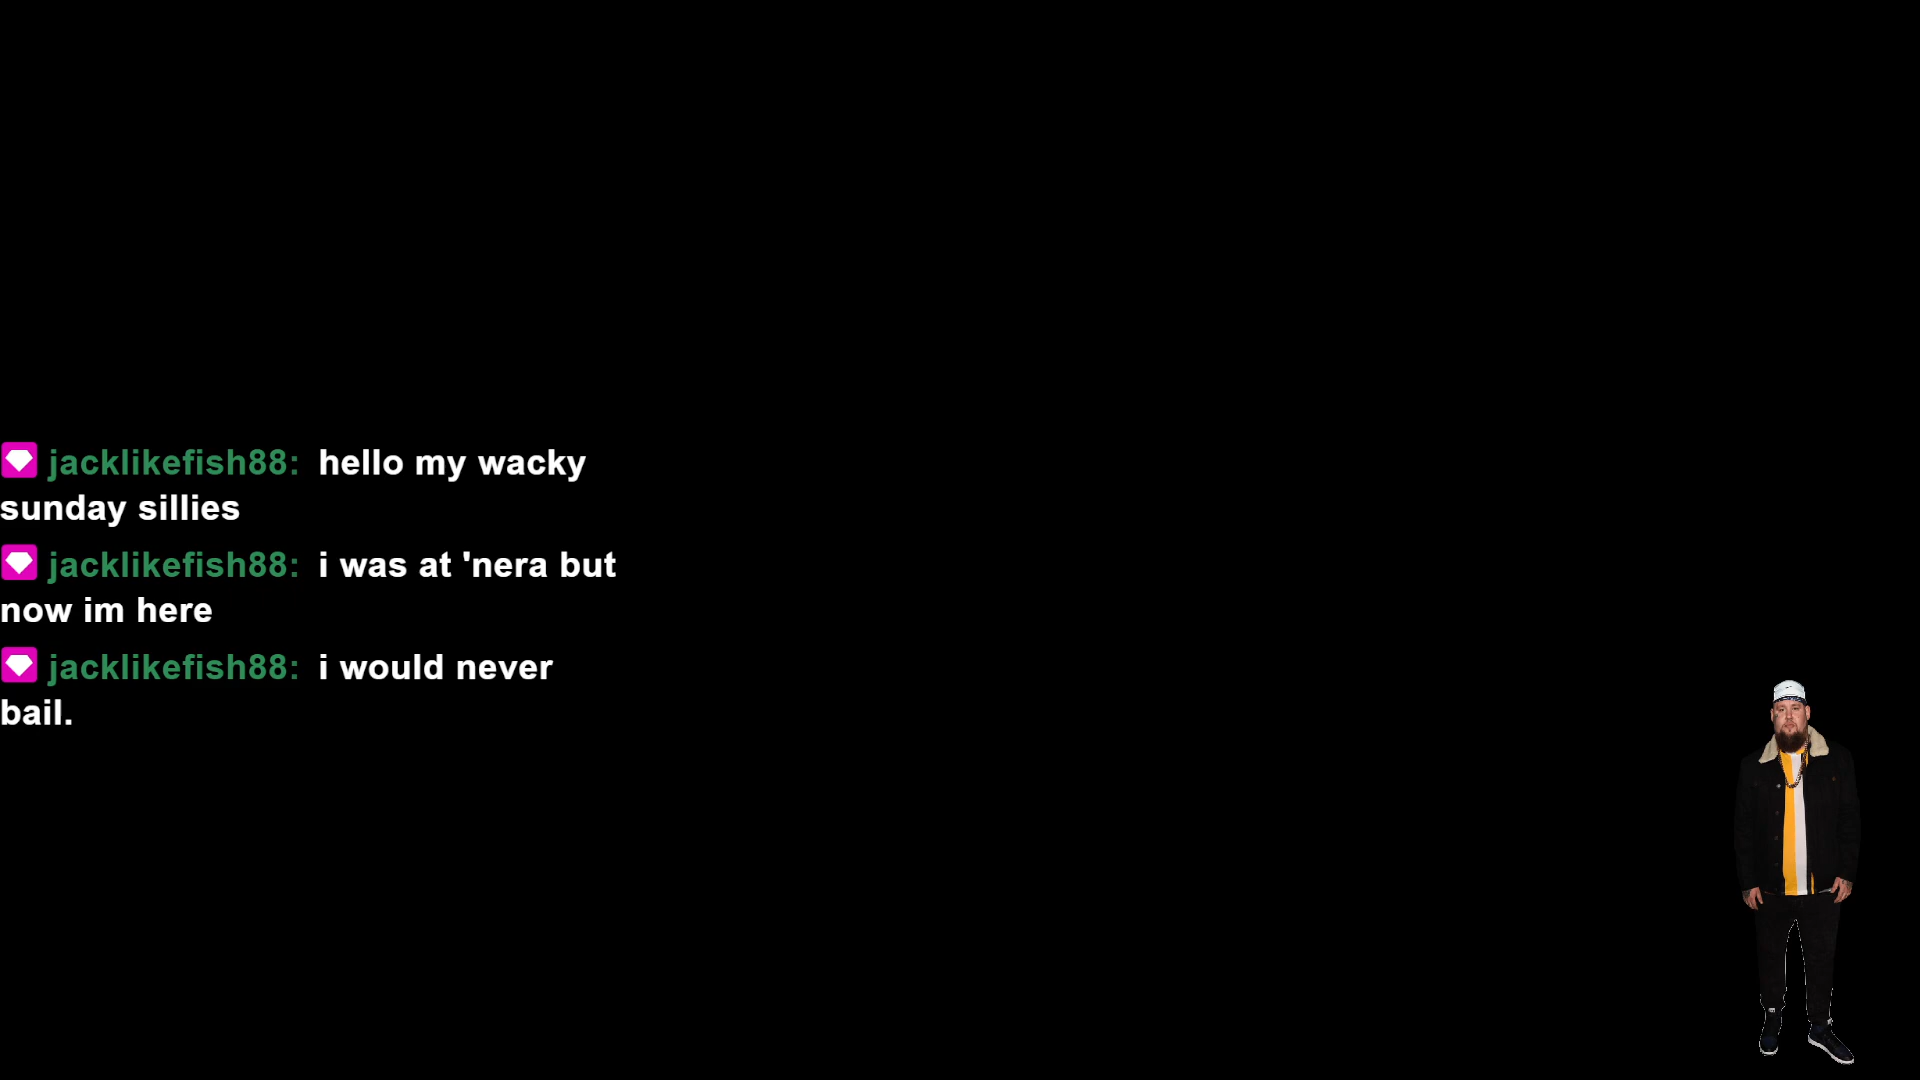 jacklikefish88: hello my wacky
sunday sillies
jacklikefish88: i was at 'nera but
now im here
jacklikefish88: i would never
bail.